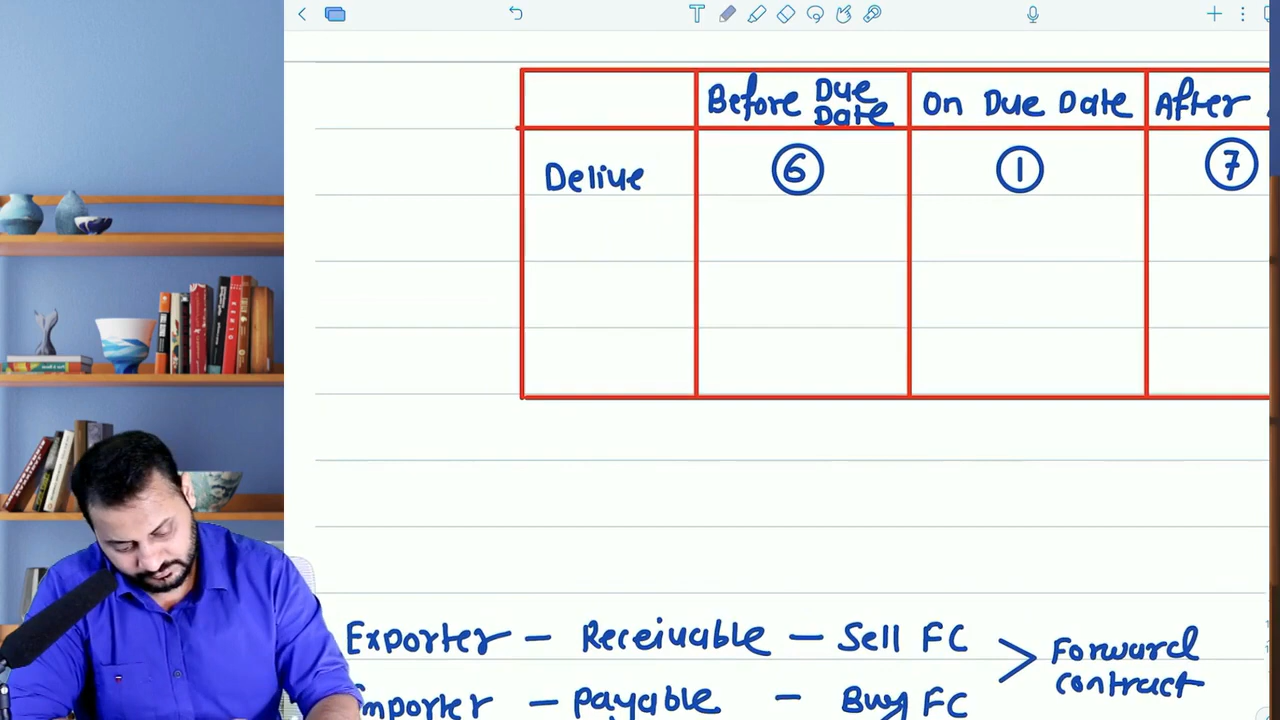 Before Due Date
On Due Date
After
Delive
6
1
7
Exporter — Receivable — Sell FC
Importer — Payable — Buy FC
> Forward contract